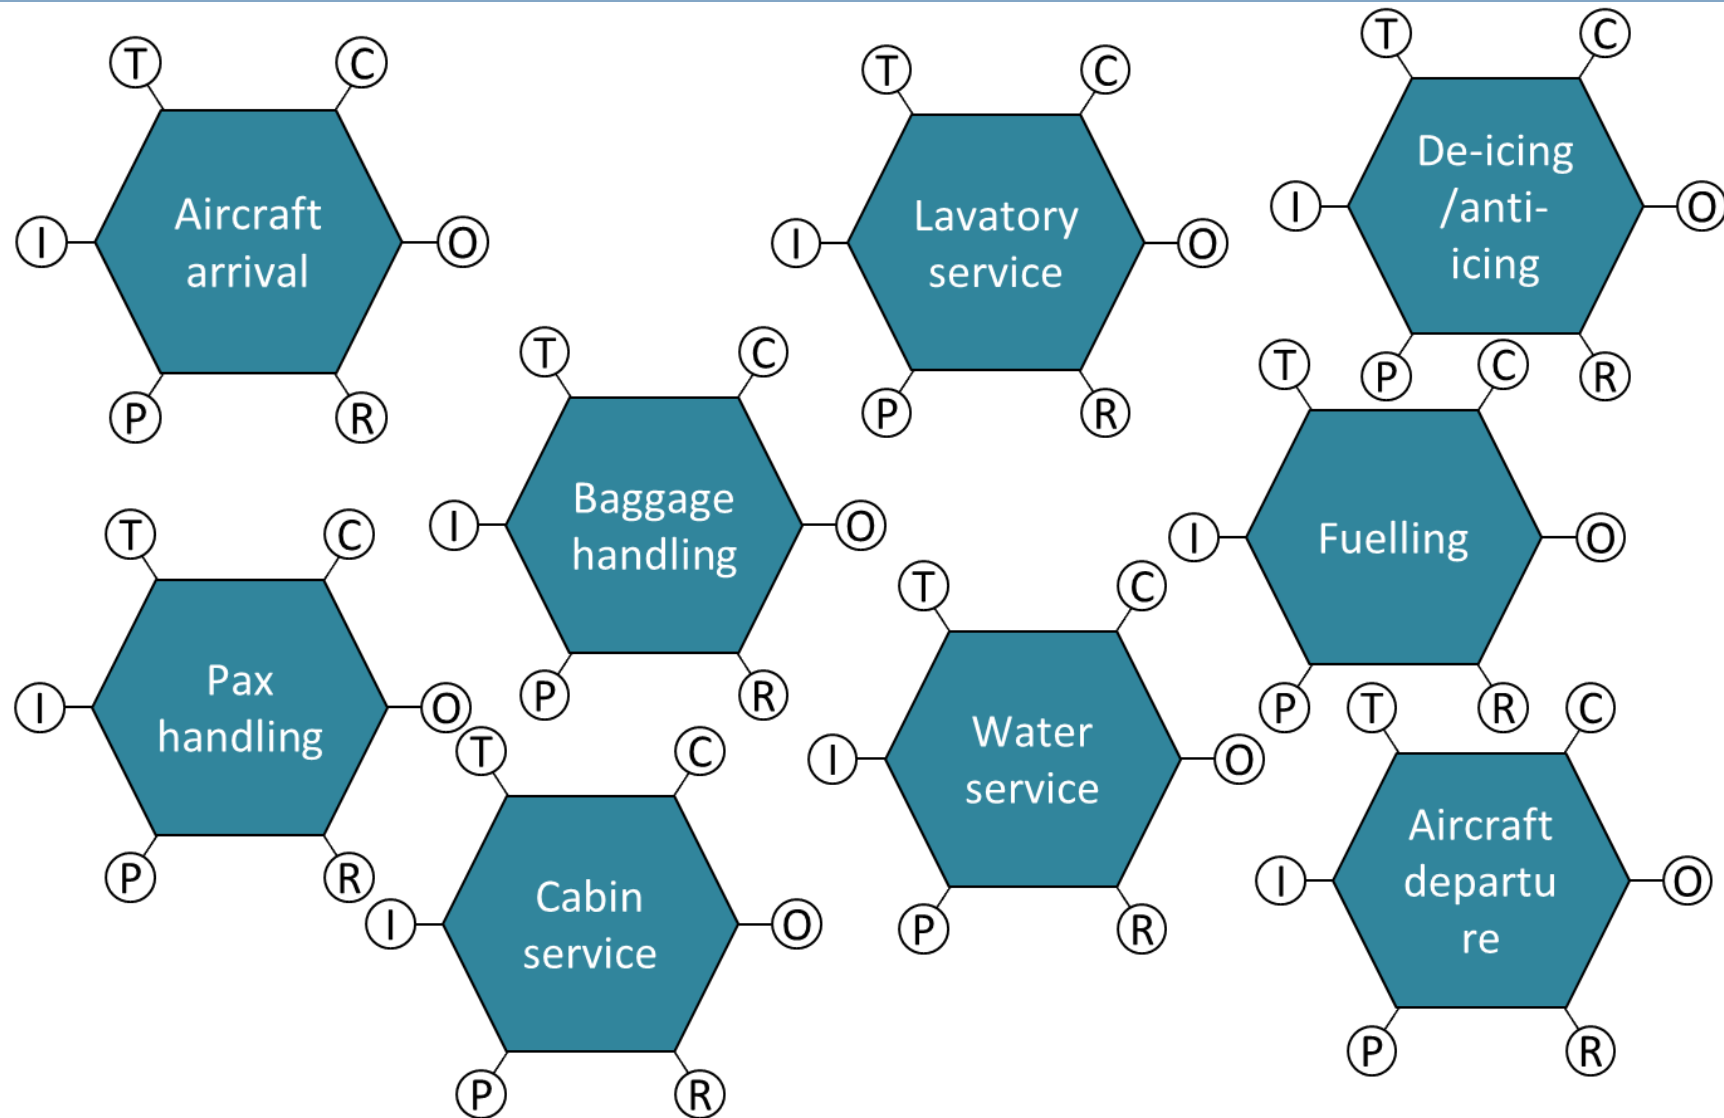 T
C
Aircraft
arrival
I
O
P
R
T
C
Lavatory
service
I
O
P
R
T
C
De-icing
/anti-
icing
I
O
P
R
T
C
Baggage
handling
I
O
P
R
T
C
Fuelling
I
O
P
R
T
C
Pax
handling
I
O
P
R
T
C
Water
service
I
O
P
R
T
C
Cabin
service
I
O
P
R
T
C
Aircraft
departu
re
I
O
P
R